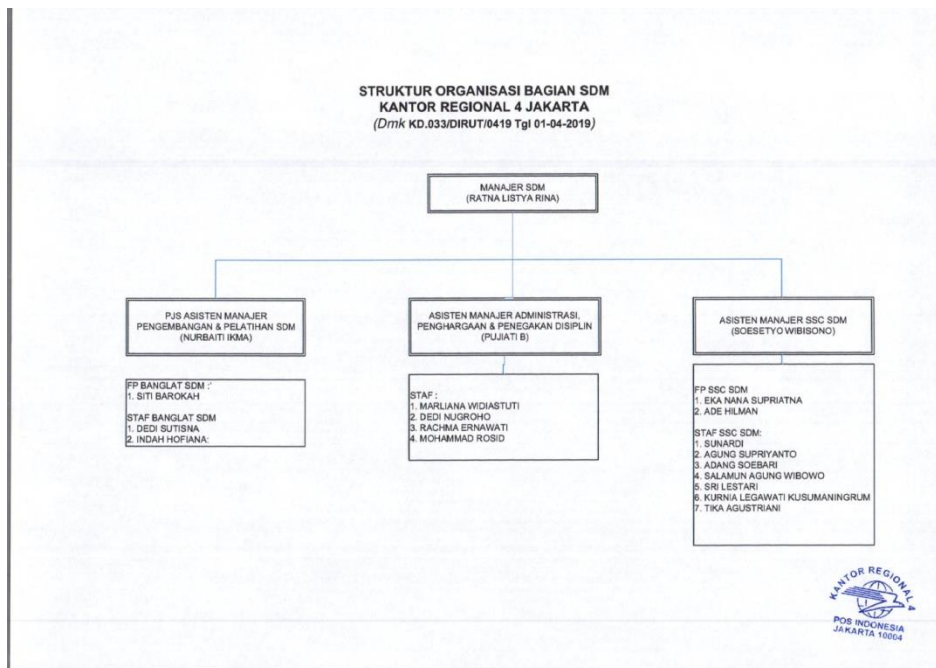 STRUKTUR ORGANISASI BAGIAN SDM
KANTOR REGIONAL 4 JAKARTA
(Dmk KD.033/DIRUT/0419 Tgl 01-04-2019)
MANAJER SDM
(RATNA LISTYA RINA)
PJS ASISTEN MANAJER
PENGEMBANGAN & PELATIHAN SDM
(NURBAITI IKMA)
FP BANGLAT SDM :'
1. SITI BAROKAH
STAF BANGLAT SDM
1. DEDI SUTISNA
2. INDAH HOFIANA:
ASISTEN MANAJER ADMINISTRASI,
PENGHARGAAN & PENEGAKAN DISIPLIN
(PUJIATI B)
STAF :
1. MARLIANA WIDIASTUTI
2. DEDI NUGROHO
3. RACHMA ERNAWATI
4. MOHAMMAD ROSID
ASISTEN MANAJER SSC SDM
(SOESETYO WIBISONO)
FP SSC SDM
1. EKA NANA SUPRIATNA
2. ADE HILMAN
STAF SSC SDM:
1. SUNARDI
2. AGUNG SUPRIYANTO
3. ADANG SOEBARI
4. SALAMUN AGUNG WIBOWO
5. SRI LESTARI
6. KURNIA LEGAWATI KUSUMANINGRUM
7. TIKA AGUSTRIANI
KANTOR REGIONAL 4
POS INDONESIA
JAKARTA 10004